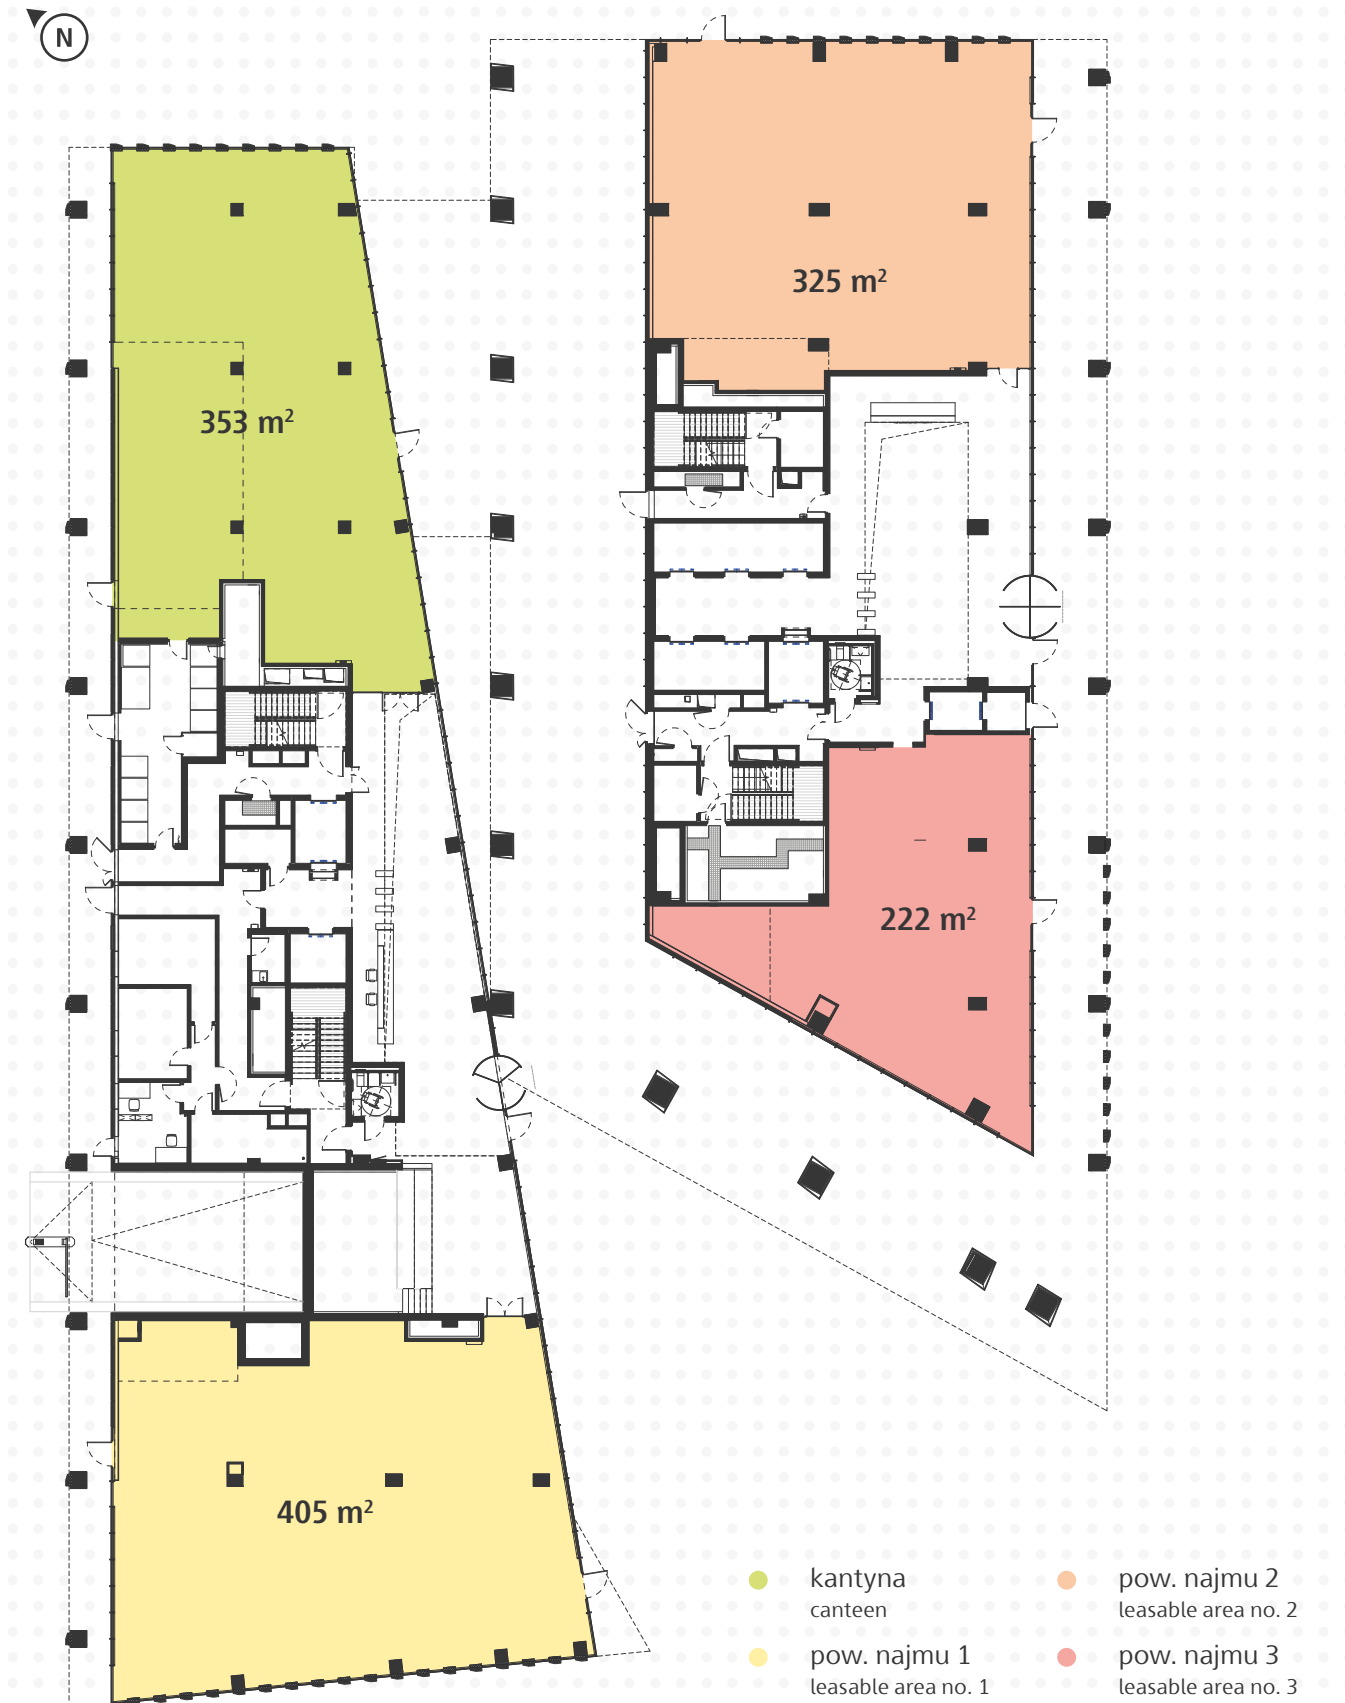 N
325 m²
353 m²
222 m²
405 m²
kantyna
canteen
pow. najmu 2
leasable area no. 2
pow. najmu 1
leasable area no. 1
pow. najmu 3
leasable area no. 3